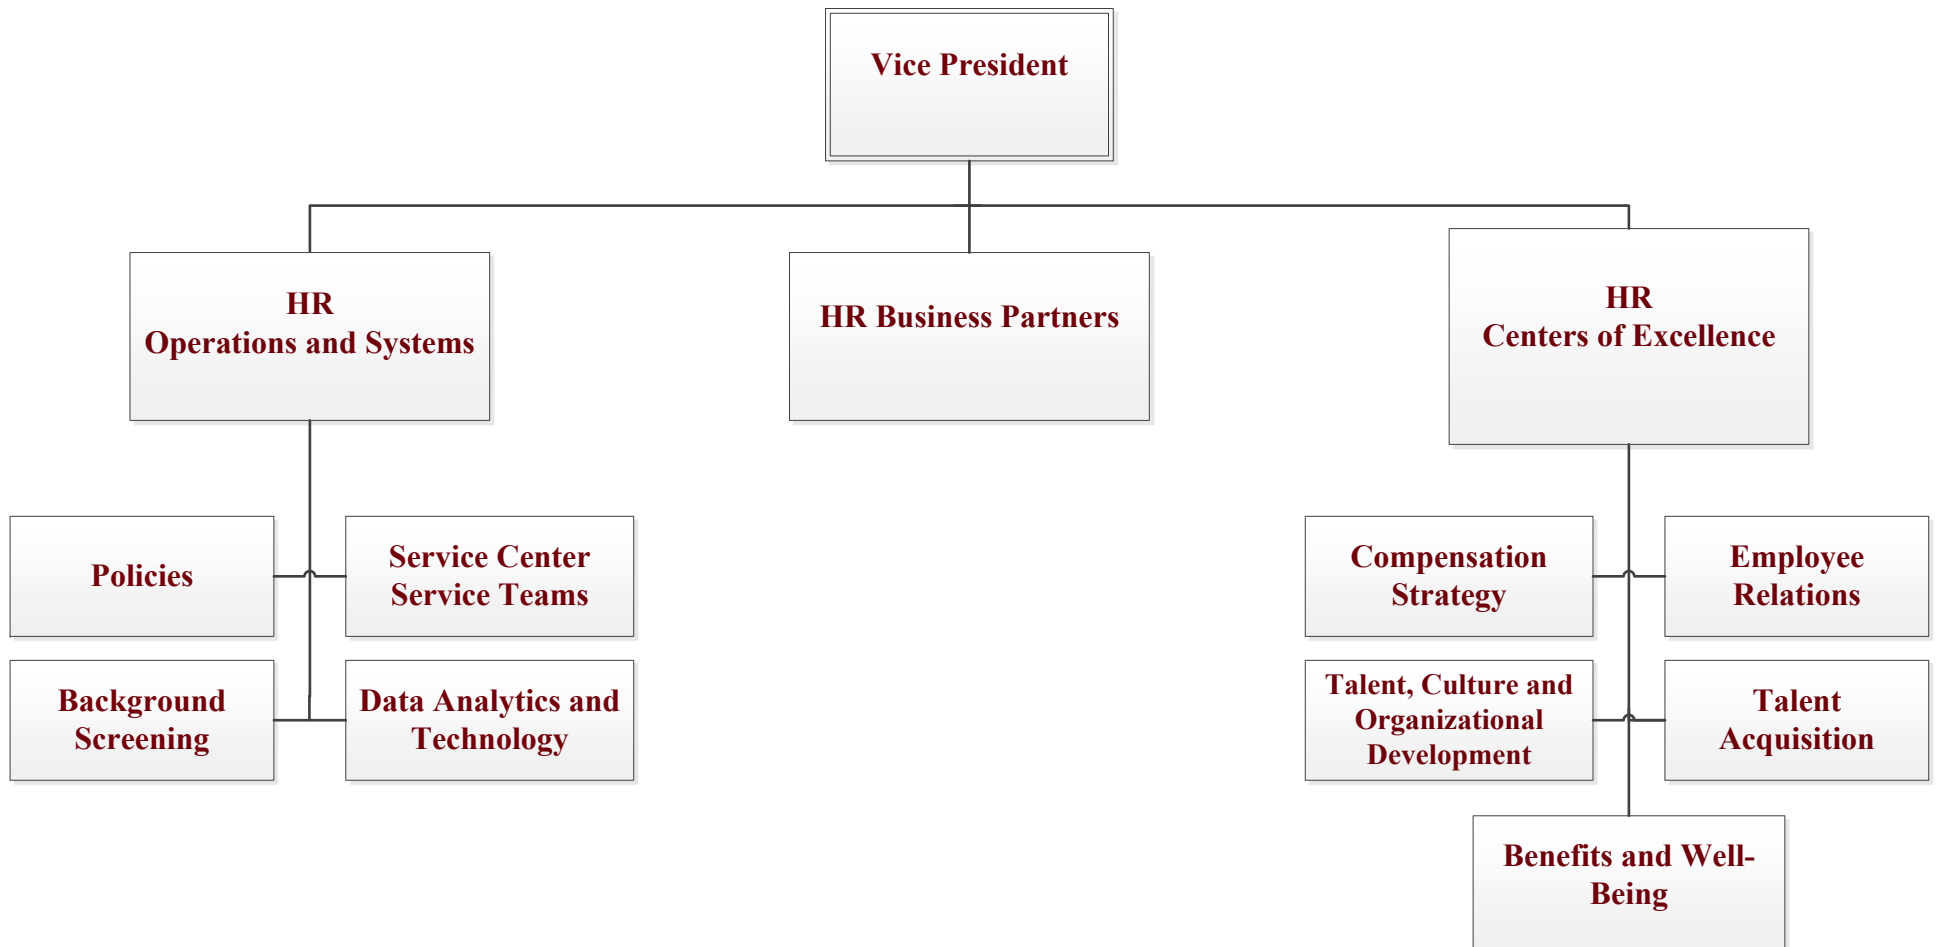 Vice President
HR
Operations and Systems
HR Business Partners
HR
Centers of Excellence
Policies
Service Center
Service Teams
Background
Screening
Data Analytics and
Technology
Compensation
Strategy
Employee
Relations
Talent, Culture and
Organizational
Development
Talent
Acquisition
Benefits and Well-
Being